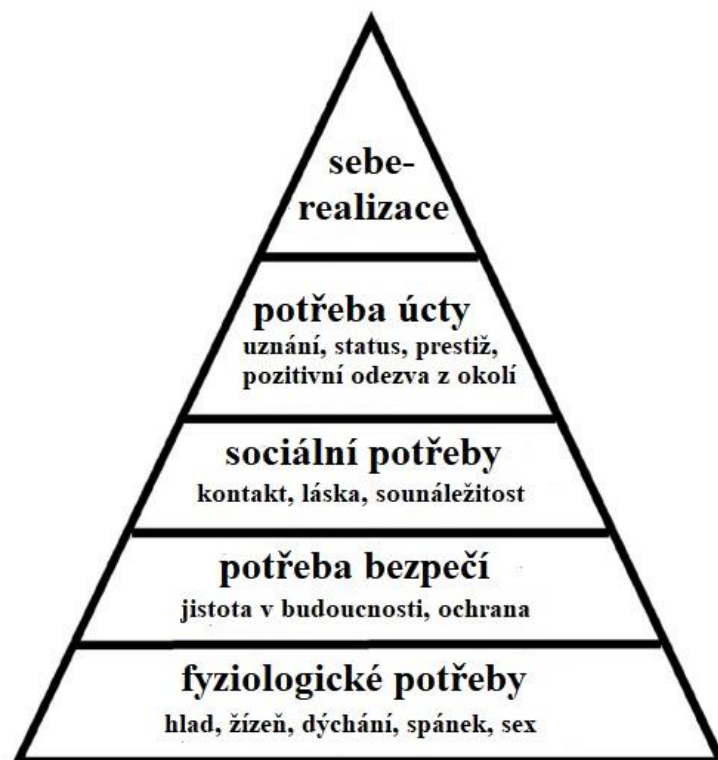 sebe-
realizace
potřeba úcty
uznání, status, prestiž,
pozitivní odezva z okolí
sociální potřeby
kontakt, láska, sounáležitost
potřeba bezpečí
jistota v budoucnosti, ochrana
fyziologické potřeby
hlad, žízeň, dýchání, spánek, sex